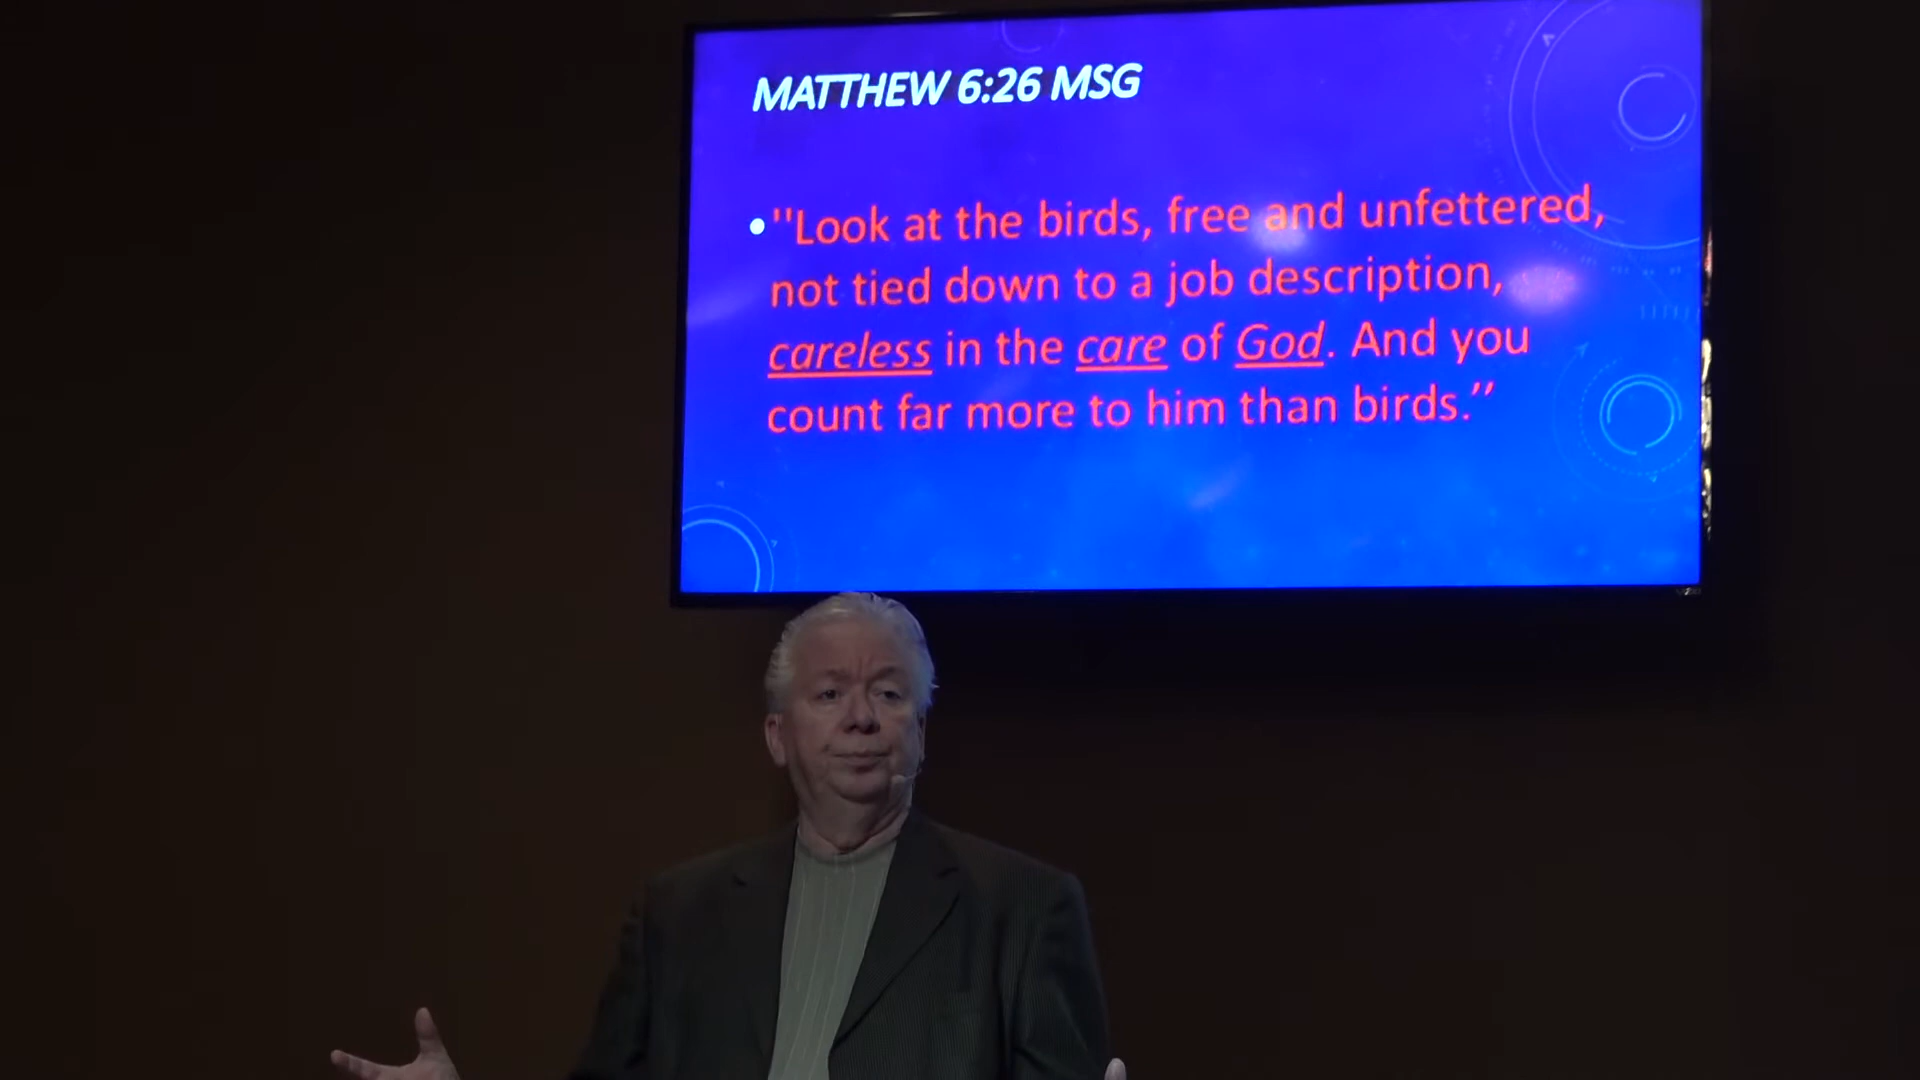 MATTHEW 6:26 MSG
•"Look at the birds, free and unfettered,
not tied down to a job description,
careless in the care of God. And you
count far more to him than birds.”